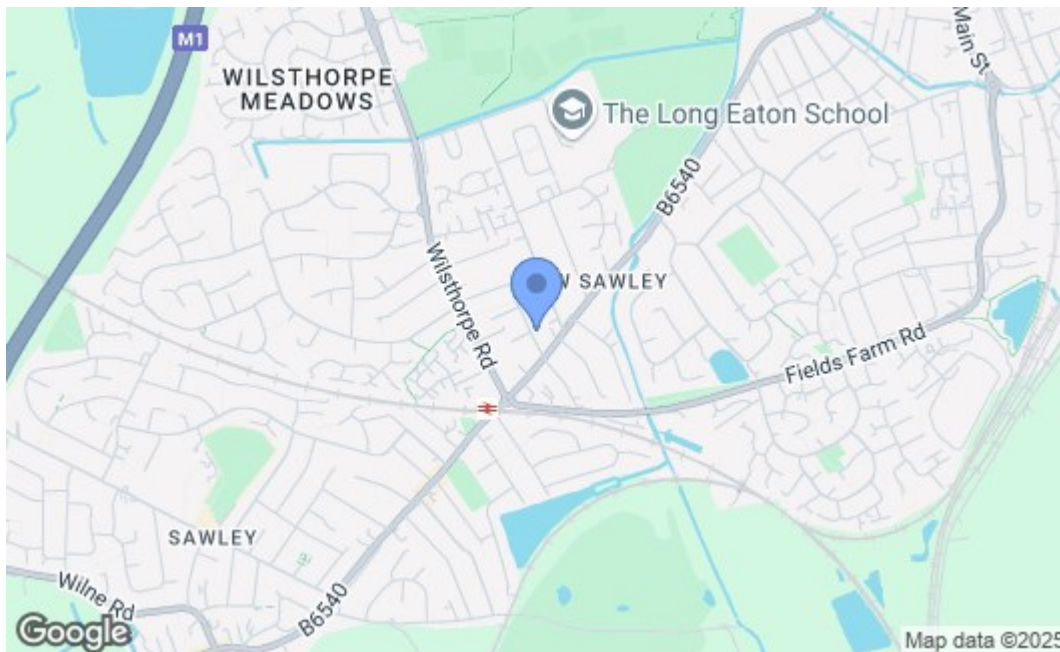 M1
WILSTHORPE
MEADOWS
Main St
The Long Eaton School
B6540
Wilsthorpe Rd
W SAWLEY
Fields Farm Rd
SAWLEY
Wilne Rd
B6540
Google
Map data ©2025